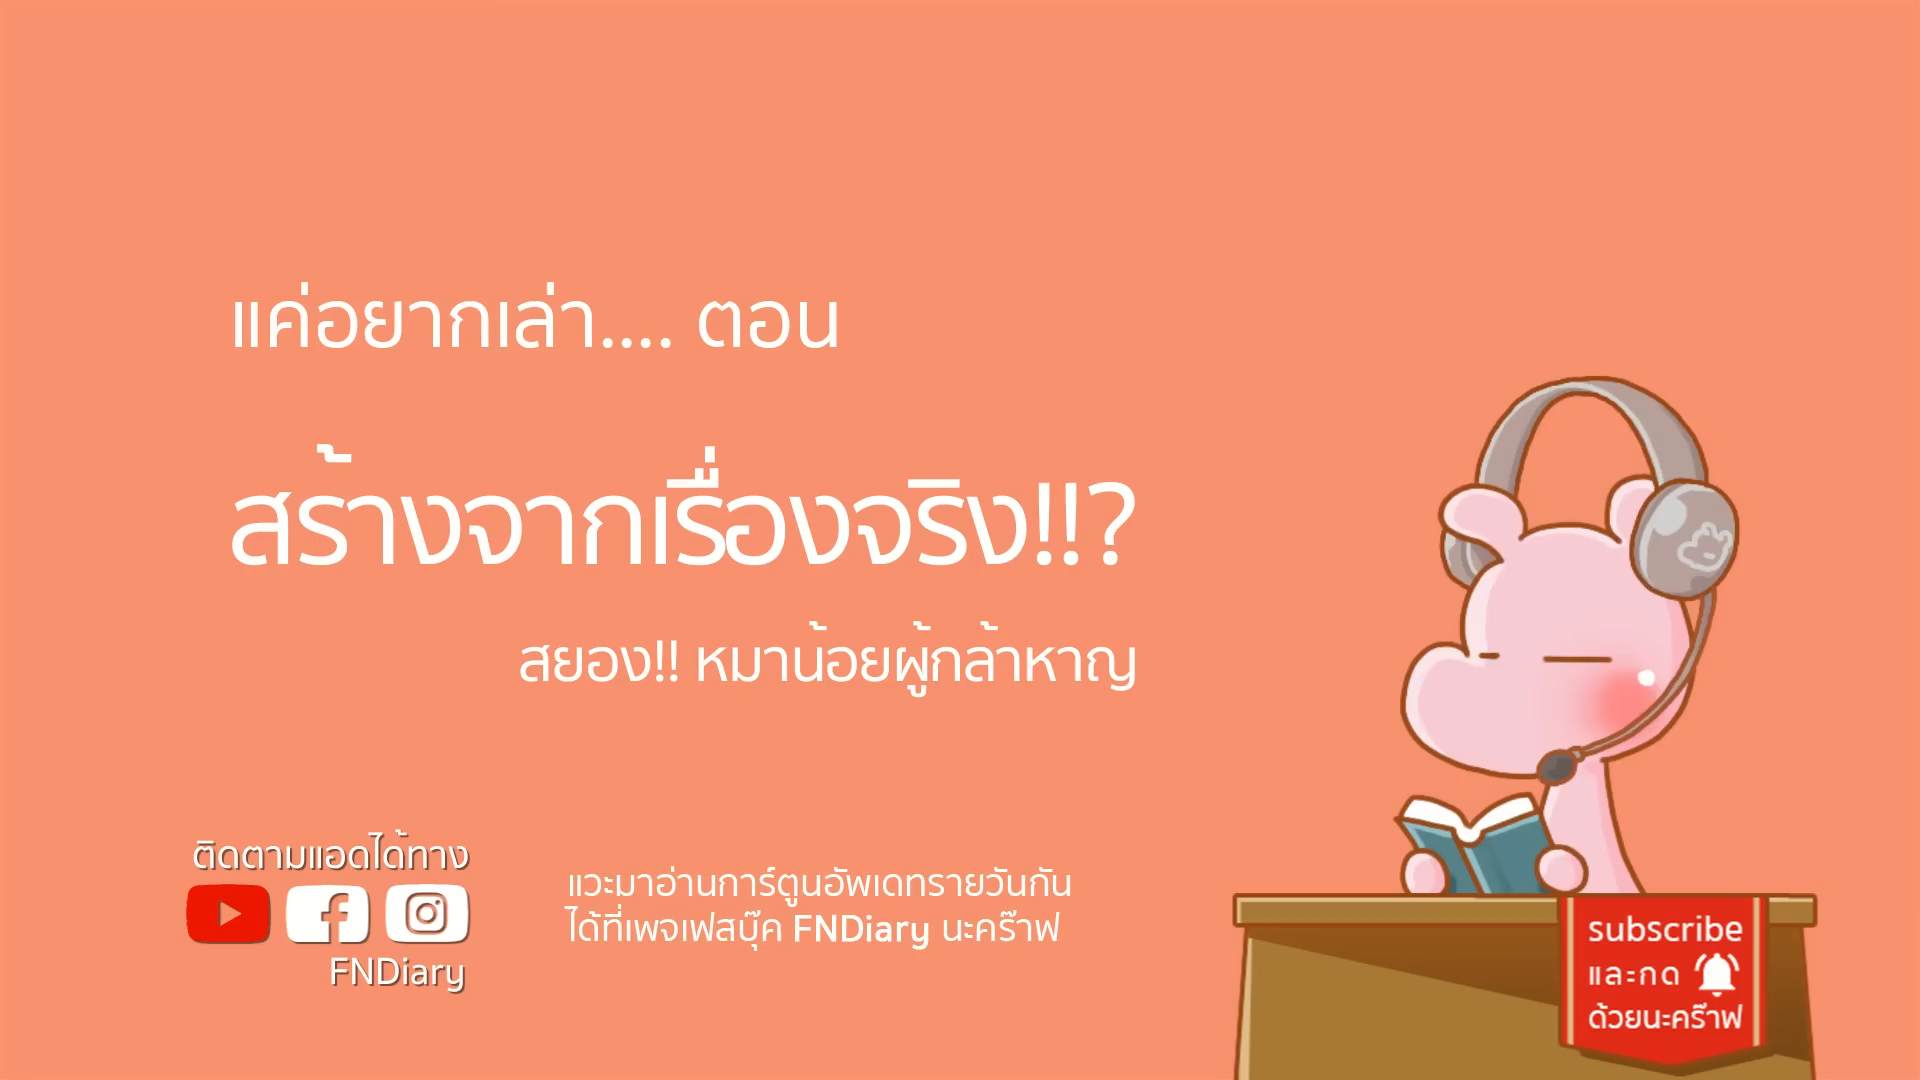 แค่อยากเล่า.... ตอน
สร้างจากเรื่องจริง!!?
สยอง!! หมาน้อยผู้กล้าหาญ
ติดตามแอดได้ทาง
FNDiary
แวะมาอ่านการ์ตูนอัพเดทรายวันกัน
ได้ที่เพจเฟสบุ๊ค FNDiary นะคร๊าฟ
subscribe
และกด
ด้วยนะคร๊าฟ